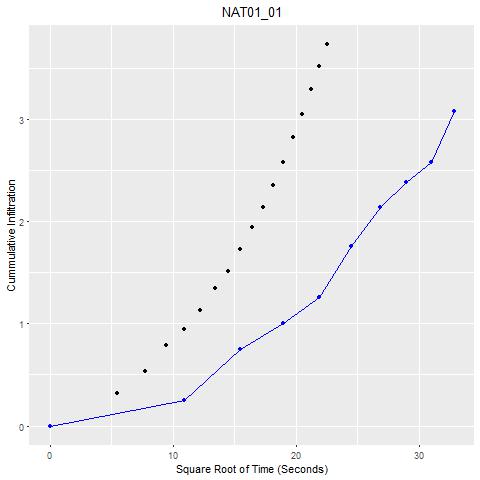 NAT01_01
3
2
1
0
0 10 20 30
Cummulative Infiltration
Square Root of Time (Seconds)